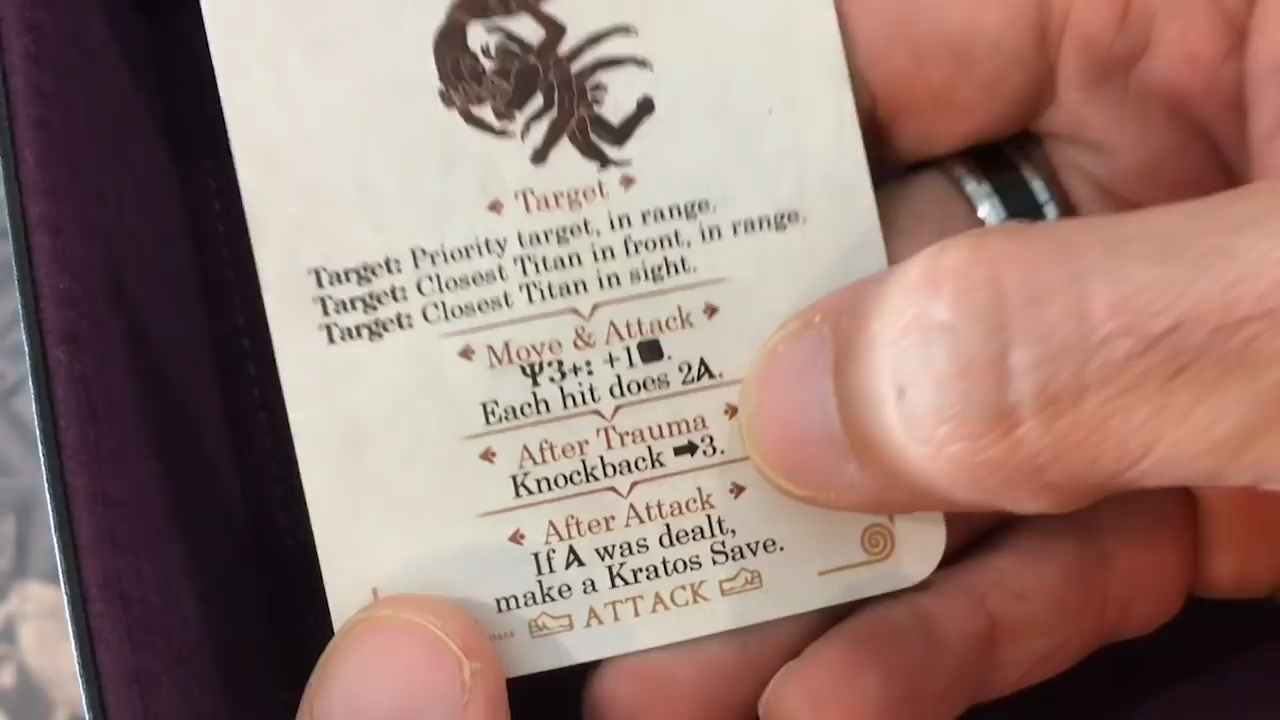 Target
Target: Priority target, in range.
Target: Closest Titan in front, in range.
Target: Closest Titan in sight.
Move & Attack
Ψ3+: +1■.
Each hit does 2A.
After Trauma
Knockback ➡3.
After Attack
If A was dealt,
make a Kratos Save.
ATTACK